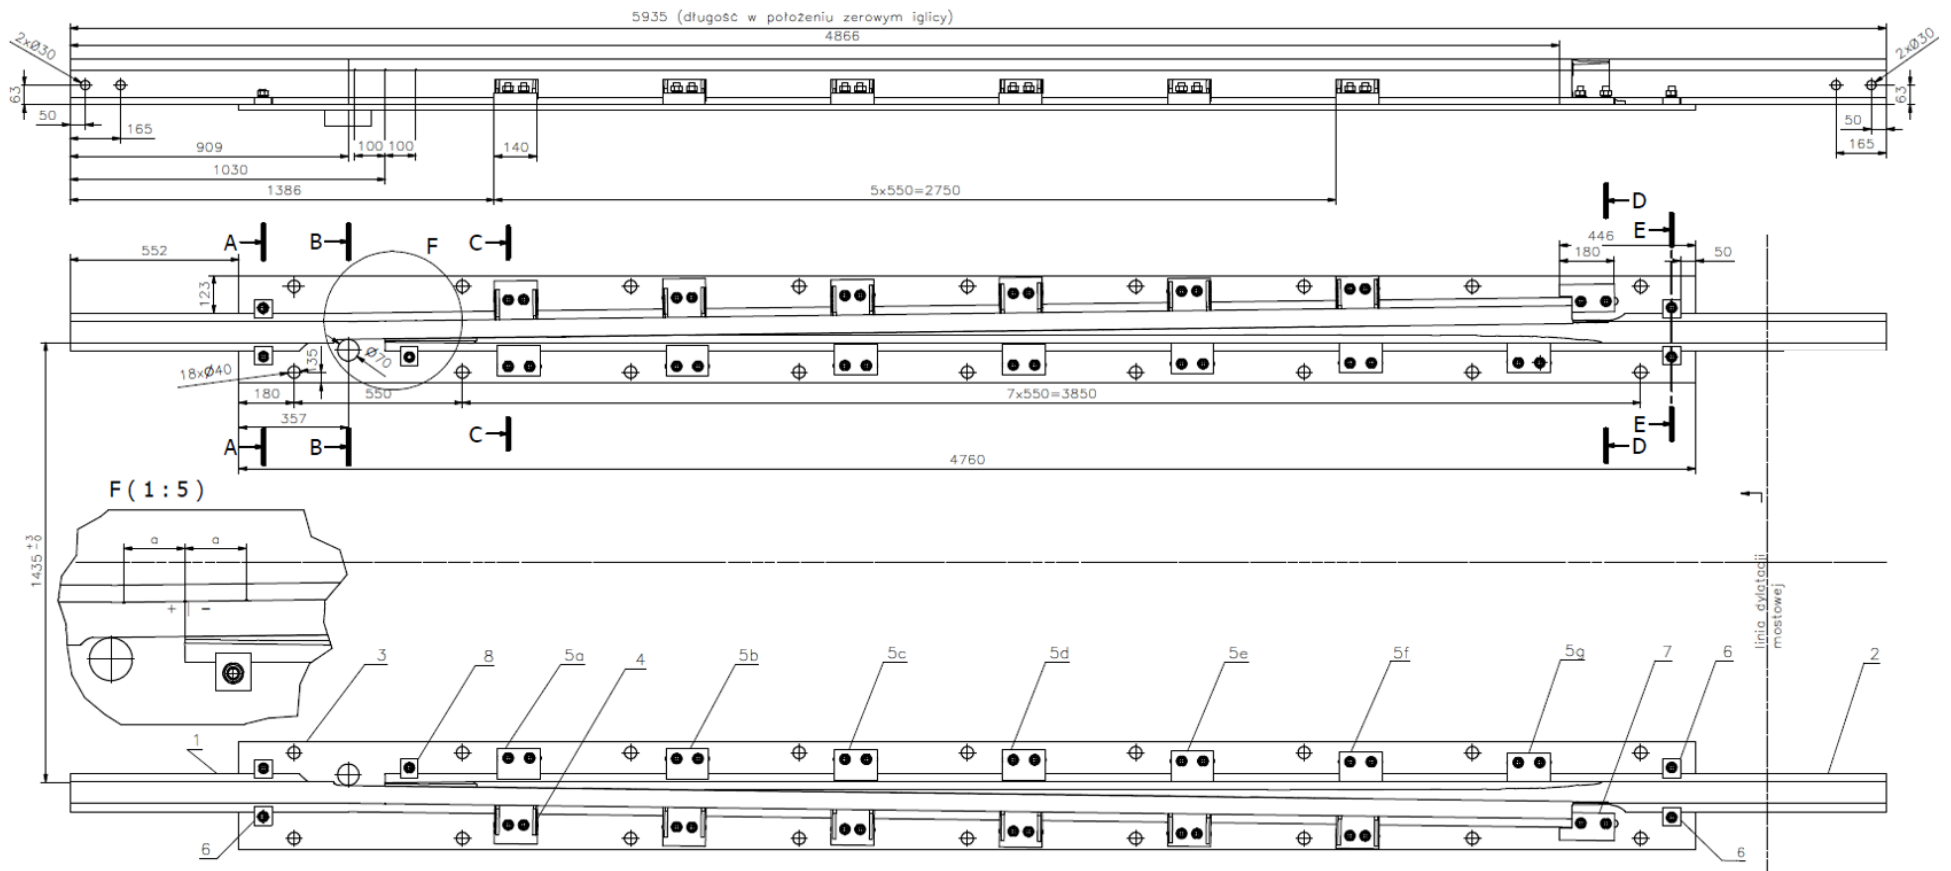 5935 (długość w położeniu zerowym iglicy)
4866
2xØ30
2xØ30
63
63
50
165
50
165
909
100
100
140
1030
1386
5x550=2750
D
A
B
F
C
E
446
552
180
50
123
Ø70
135
18xØ40
180
550
7x550=3850
357
A
B
C
E
D
4760
F(1:5)
a
a
+
-
1435 +3 -0
linia dylatacji
mostowej
1
3
8
5a
4
5b
5c
5d
5e
5f
5g
7
6
2
6
6